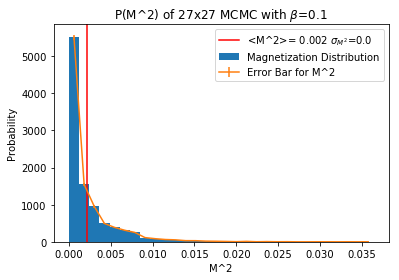 P(M^2) of 27x27 MCMC with β=0.1
<M^2>= 0.002 σ_{M²}=0.0
Magnetization Distribution
Error Bar for M^2
Probability
5000
4000
3000
2000
1000
0
0.000 0.005 0.010 0.015 0.020 0.025 0.030 0.035
M^2